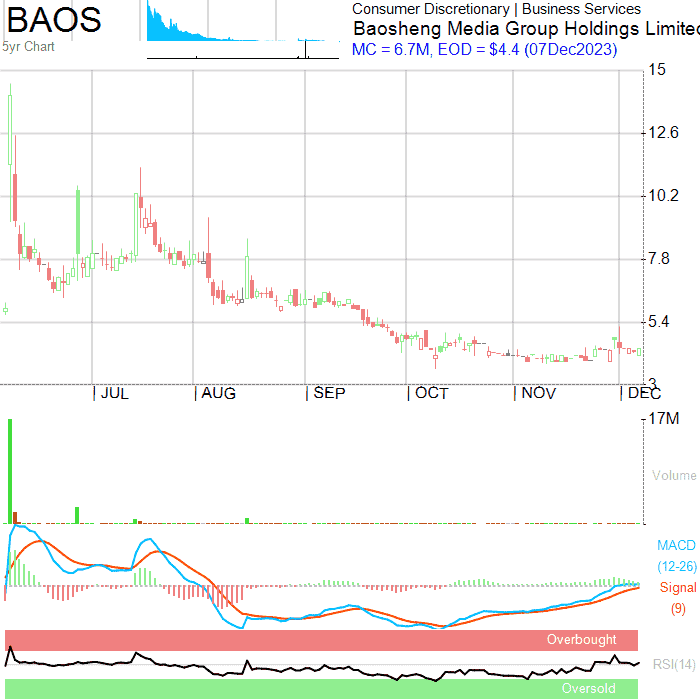 BAOS
5yr Chart
Consumer Discretionary | Business Services
Baosheng Media Group Holdings Limited
MC = 6.7M, EOD = $4.4 (07Dec2023)
15
12.6
10.2
7.8
5.4
3
JUL
AUG
SEP
OCT
NOV
DEC
17M
Volume
MACD
(12-26)
Signal
(9)
Overbought
RSI(14)
Oversold